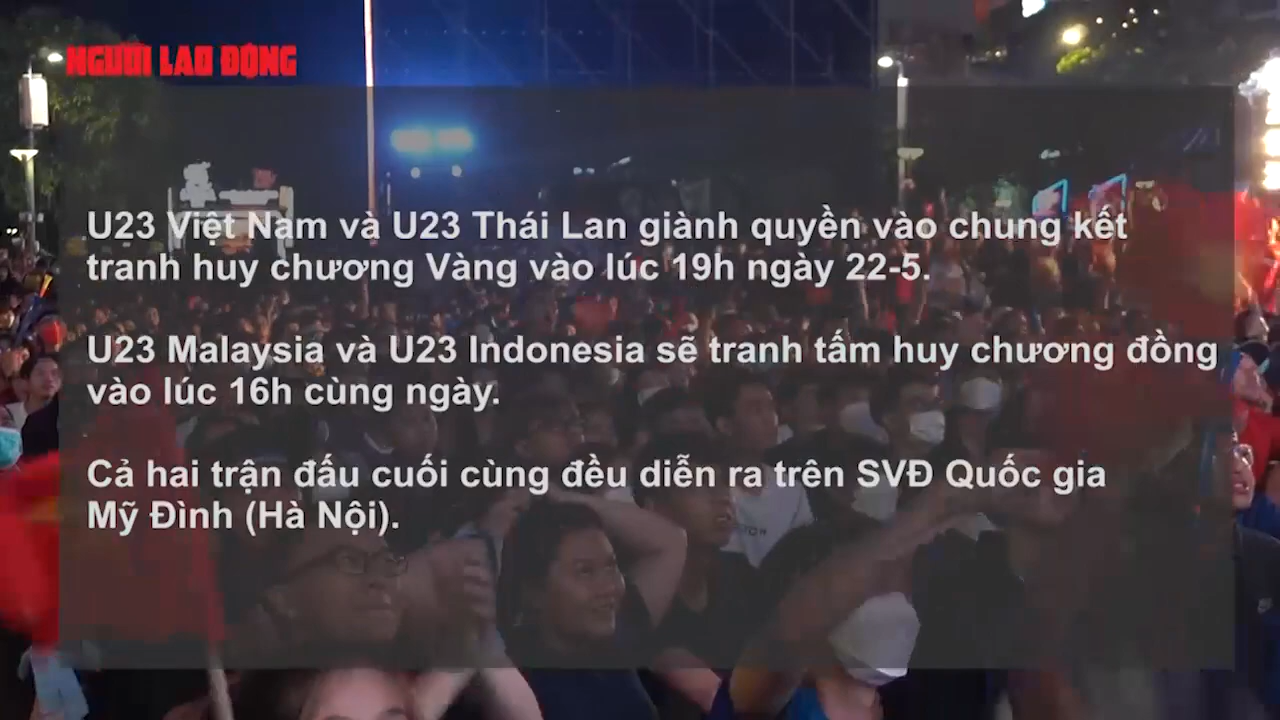 NGƯỜI LAO ĐỘNG
U23 Việt Nam và U23 Thái Lan giành quyền vào chung kết
tranh huy chương Vàng vào lúc 19h ngày 22-5.
U23 Malaysia và U23 Indonesia sẽ tranh tấm huy chương đồng
vào lúc 16h cùng ngày.
Cả hai trận đấu cuối cùng đều diễn ra trên SVĐ Quốc gia
Mỹ Đình (Hà Nội).